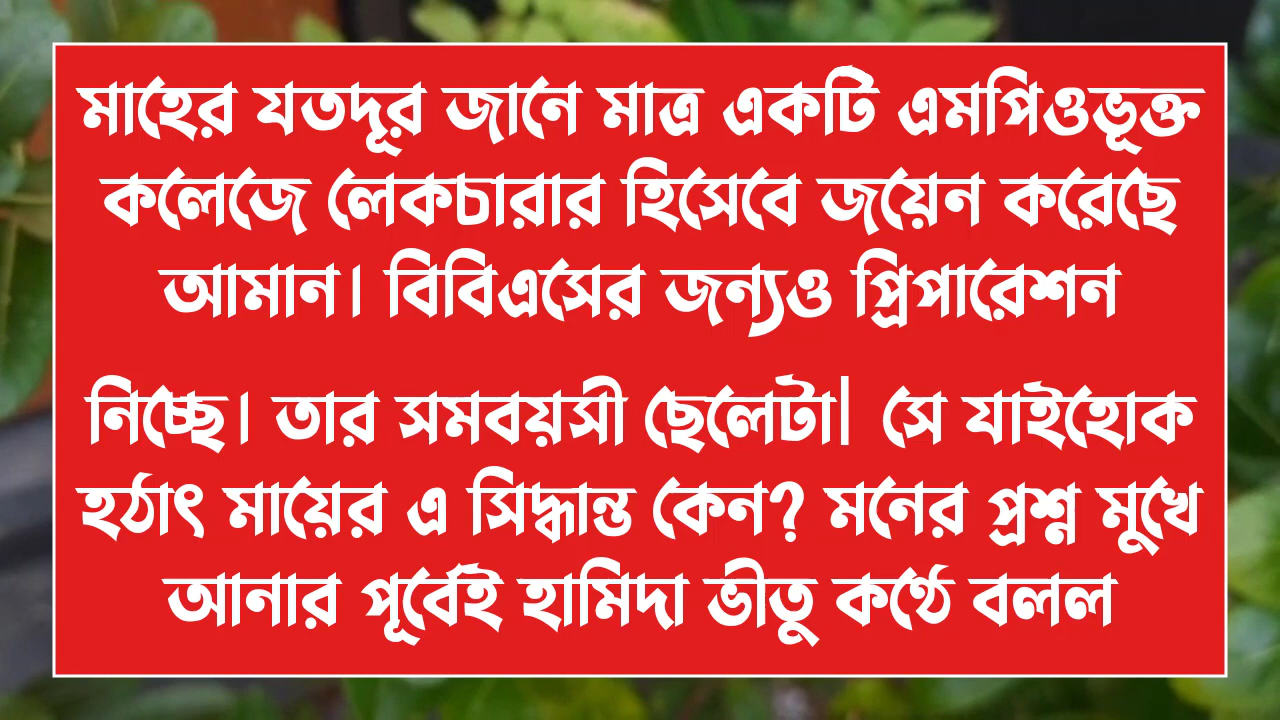 মাহের যতদূর জানে মাত্র একটি এমপিওভূক্ত
কলেজে লেকচারার হিসেবে জয়েন করেছে
আমান। বিবিএসের জন্যও প্রিপারেশন
নিচ্ছে। তার সমবয়সী ছেলেটা| সে যাইহোক
হঠাৎ মায়ের এ সিদ্ধান্ত কেন? মনের প্রশ্ন মুখে
আনার পূর্বেই হামিদা ভীতু কণ্ঠে বলল